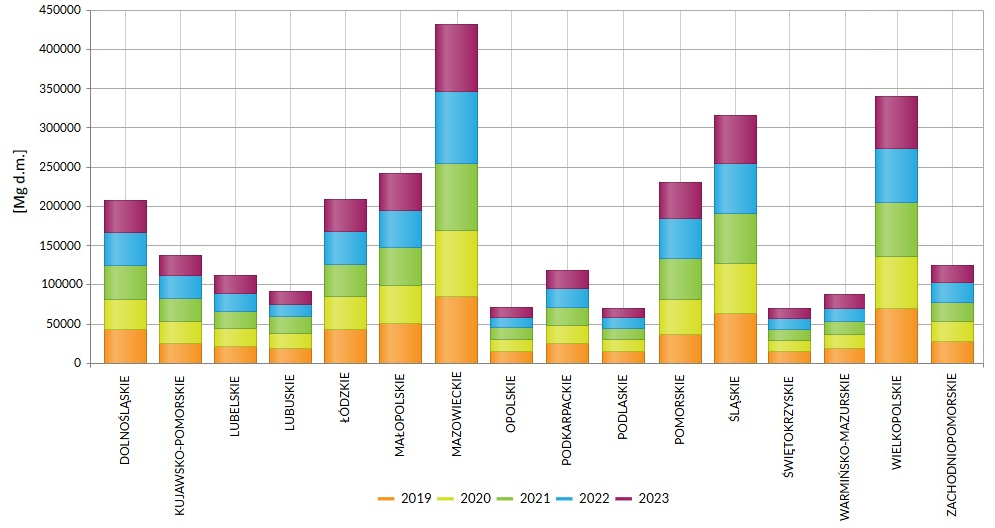 450000
400000
350000
300000
250000
200000
150000
100000
50000
0
[Mg d.m.]
DOLNOŚLĄSKIE
KUJAWSKO-POMORSKIE
LUBELSKIE
LUBUSKIE
ŁÓDZKIE
MAŁOPOLSKIE
MAZOWIECKIE
OPOLSKIE
PODKARPACKIE
PODLASKIE
POMORSKIE
ŚLĄSKIE
ŚWIĘTOKRZYSKIE
WARMIŃSKO-MAZURSKIE
WIELKOPOLSKIE
ZACHODNIOPOMORSKIE
2019 2020 2021 2022 2023